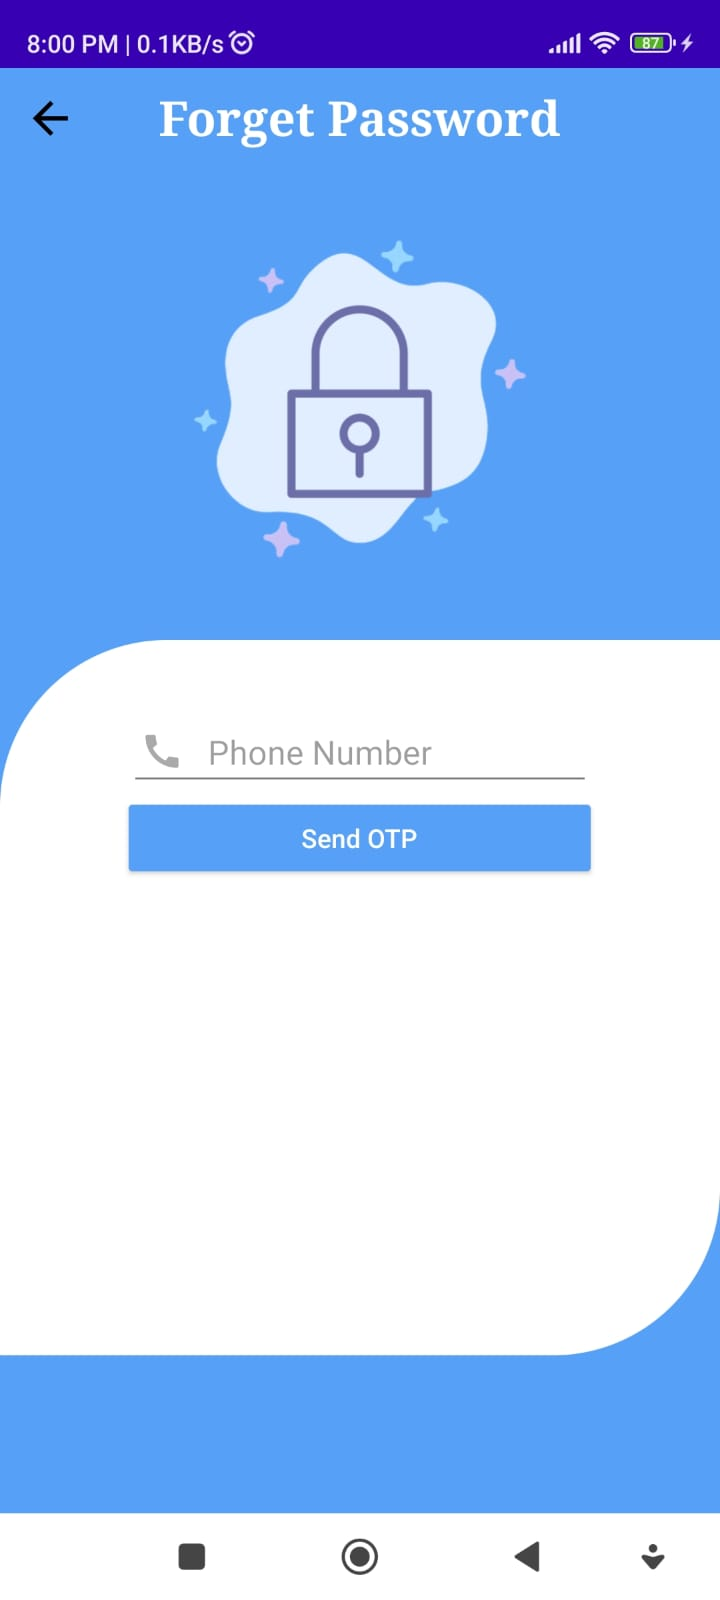 8:00 PM | 0.1KB/s
87
Forget Password
Phone Number
Send OTP